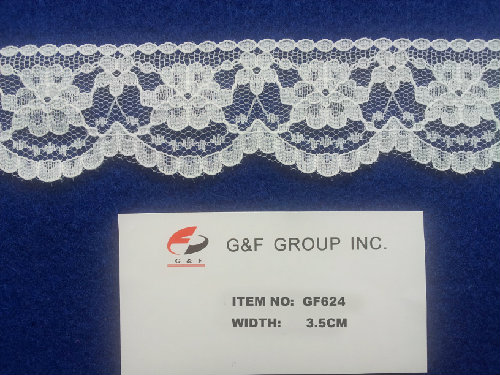 G&F GROUP INC.
G & F
ITEM NO: GF624
WIDTH: 3.5CM